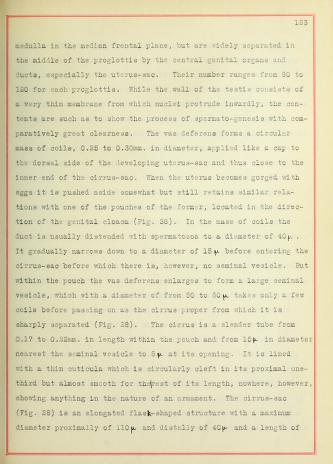 123
medulla in the median frontal plane, but are widely separated in
the middle of the proglottis by the central genital organs and
ducts, especially the uterus-sac. Their number ranges from 80 to
120 for each proglottis. While the wall of the testis consists of
a very thin membrane from which nuclei protrude inwardly, the con-
tents are such as to show the process of spermato-genesis with com-
paratively great clearness. The vas deferens forms a circular
mass of coils, 0.25 to 0.30mm. in diameter, applied like a cap to
the dorsal side of the developing uterus-sac and thus close to the
inner end of the cirrus-sac. When the uterus becomes gorged with
eggs it is pushed aside somewhat but still retains similar rela-
tions with one of the pouches of the former, located in the direc-
tion of the genital cloaca (Fig. 26). In the mass of coils the
duct is usually distended with spermatozoa to a diameter of 40μ.
It gradually narrows down to a diameter of 15μ before entering the
cirrus-sac before which there is, however, no seminal vesicle. But
within the pouch the vas deferens enlarges to form a large seminal
vesicle, which with a diameter of from 50 to 60μ takes only a few
coils before passing on as the cirrus proper from which it is
sharply separated (Fig. 28). The cirrus is a slender tube from
0.17 to 0.22mm. in length within the pouch and from 15μ in diameter
nearest the seminal vesicle to 8μ at its opening. It is lined
with a thin cuticula which is circularly cleft in its proximal one-
third but almost smooth for the rest of its length, nowhere, however,
showing anything in the nature of an ornament. The cirrus-sac
(Fig. 28) is an elongated flask-shaped structure with a maximum
diameter proximally of 110μ and distally of 40μ and a length of